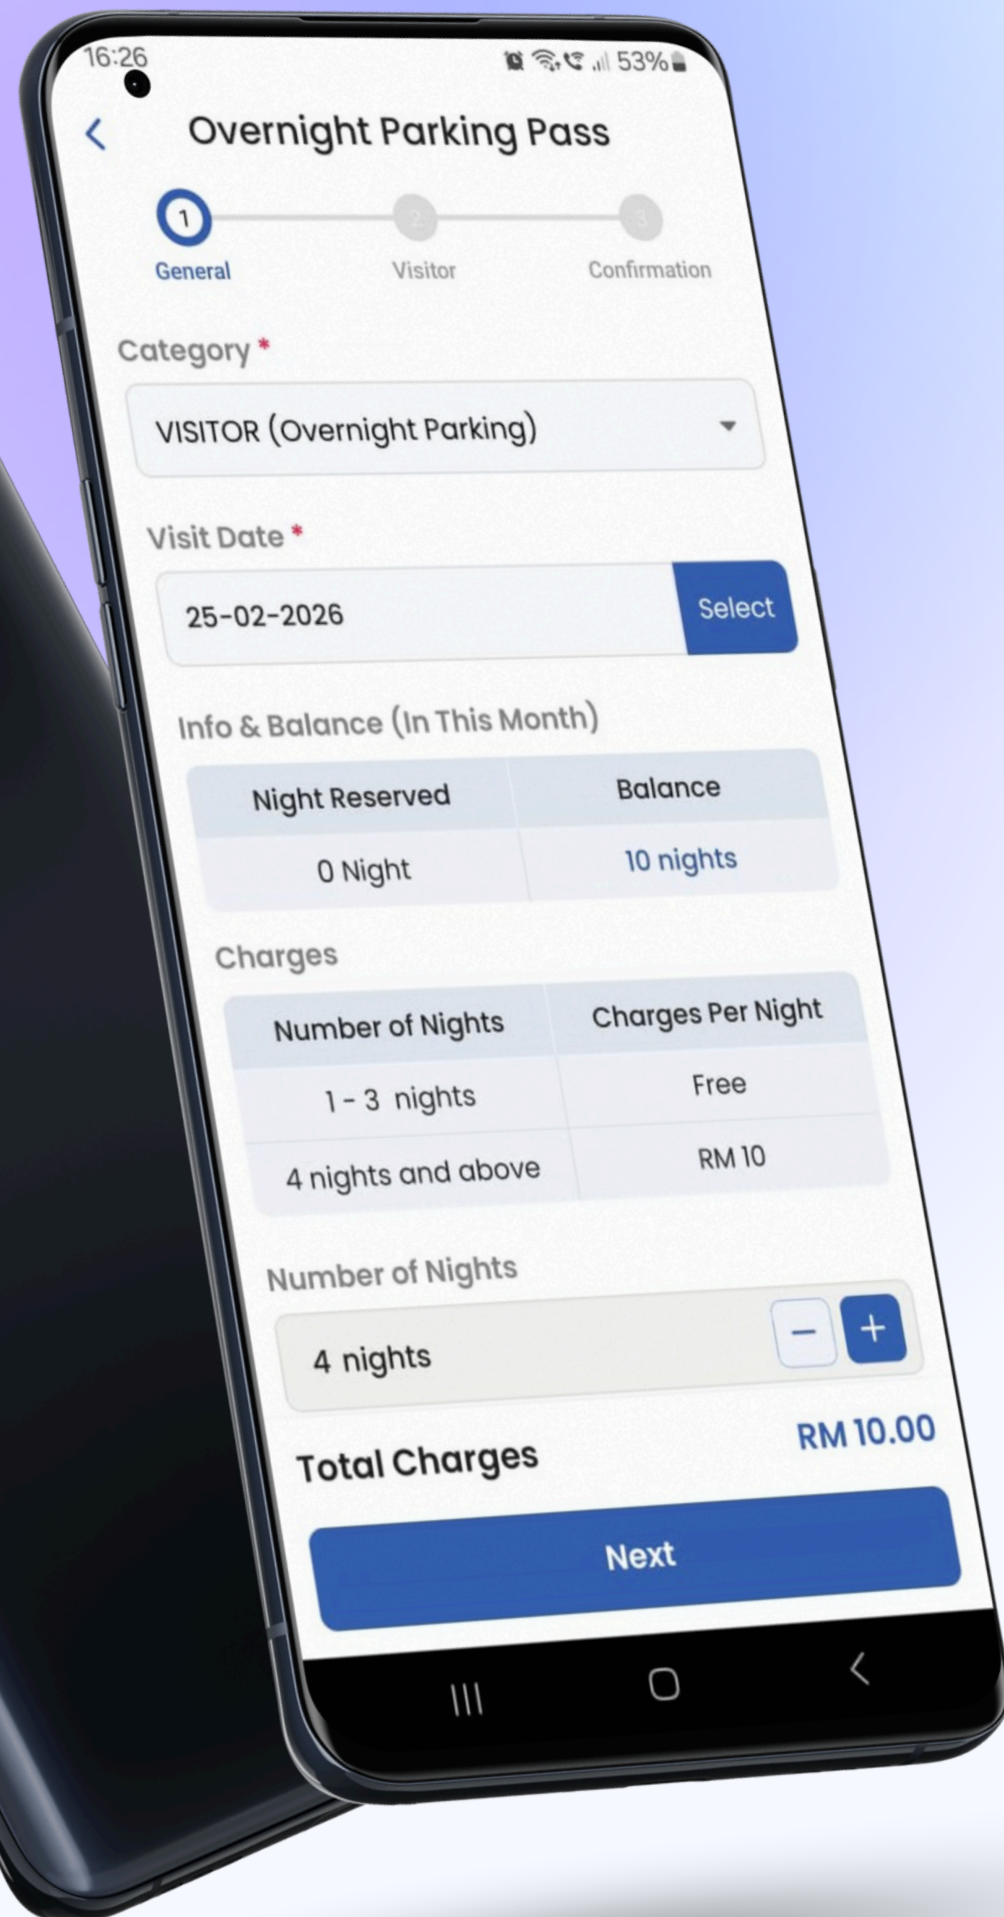 16:26 53%
Overnight Parking Pass
1 2 3
General Visitor Confirmation
Category *
VISITOR (Overnight Parking)
Visit Date *
25-02-2026 Select
Info & Balance (In This Month)
Night Reserved Balance
0 Night 10 nights
Charges
Number of Nights Charges Per Night
1 - 3 nights Free
4 nights and above RM 10
Number of Nights
4 nights − +
Total Charges RM 10.00
Next